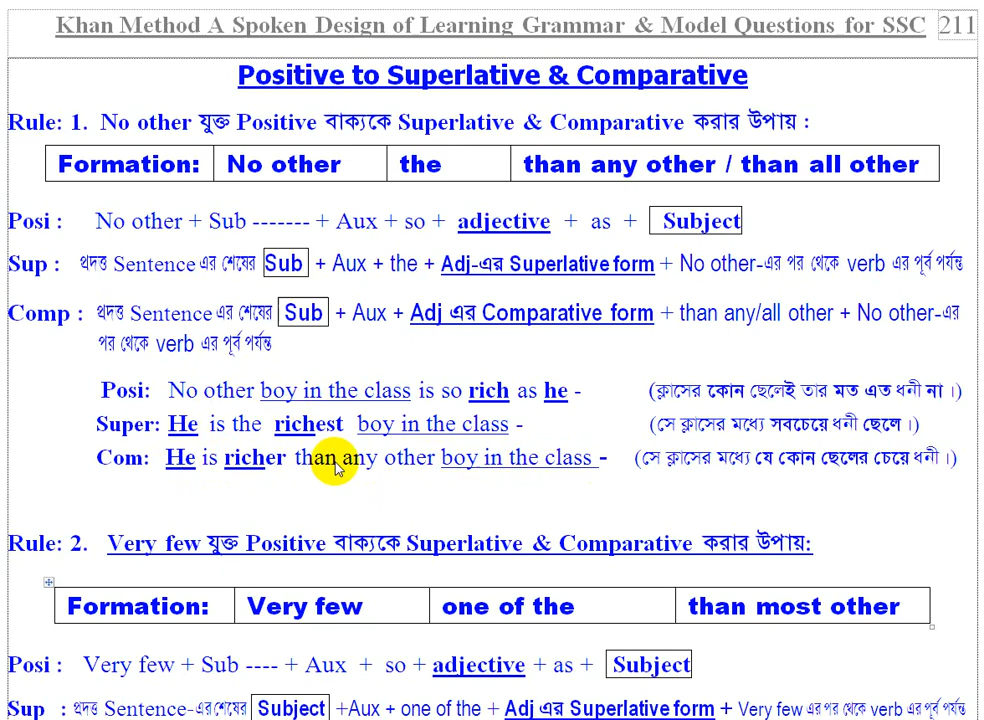 Khan Method A Spoken Design of Learning Grammar & Model Questions for SSC 211
Positive to Superlative & Comparative
Rule: 1. No other যুক্ত Positive বাক্যকে Superlative & Comparative করার উপায় :
Formation: No other the than any other / than all other
Posi : No other + Sub ------- + Aux + so + adjective + as + Subject
Sup : প্রদত্ত Sentence এর শেষের Sub + Aux + the + Adj-এর Superlative form + No other-এর পর থেকে verb এর পূর্ব পর্যন্ত
Comp : প্রদত্ত Sentence এর শেষের Sub + Aux + Adj এর Comparative form + than any/all other + No other-এর
পর থেকে verb এর পূর্ব পর্যন্ত
Posi: No other boy in the class is so rich as he - (ক্লাসের কোন ছেলেই তার মত এত ধনী না।)
Super: He is the richest boy in the class - (সে ক্লাসের মধ্যে সবচেয়ে ধনী ছেলে।)
Com: He is richer than any other boy in the class - (সে ক্লাসের মধ্যে যে কোন ছেলের চেয়ে ধনী।)
Rule: 2. Very few যুক্ত Positive বাক্যকে Superlative & Comparative করার উপায়:
Formation: Very few one of the than most other
Posi : Very few + Sub ---- + Aux + so + adjective + as + Subject
Sup : প্রদত্ত Sentence-এর শেষের Subject +Aux + one of the + Adj এর Superlative form + Very few এর পর থেকে verb এর পূর্ব পর্যন্ত